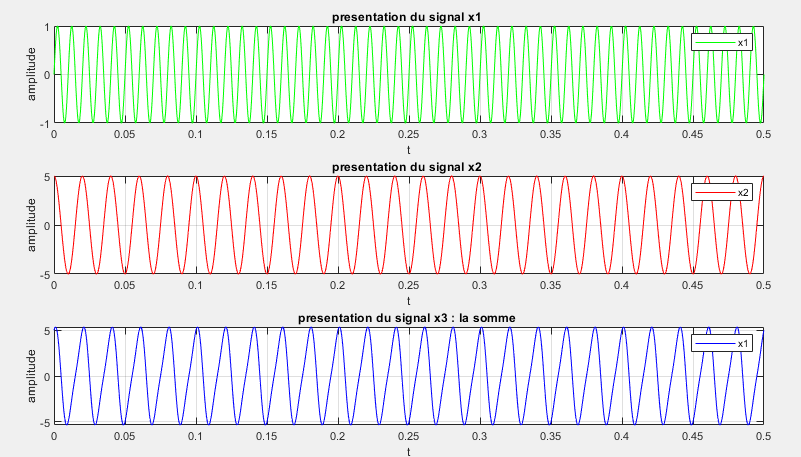 presentation du signal x1
1
0
-1
amplitude
x1
0 0.05 0.1 0.15 0.2 0.25 0.3 0.35 0.4 0.45 0.5
t
presentation du signal x2
5
0
-5
amplitude
x2
0 0.05 0.1 0.15 0.2 0.25 0.3 0.35 0.4 0.45 0.5
t
presentation du signal x3 : la somme
5
0
-5
amplitude
x1
0 0.05 0.1 0.15 0.2 0.25 0.3 0.35 0.4 0.45 0.5
t